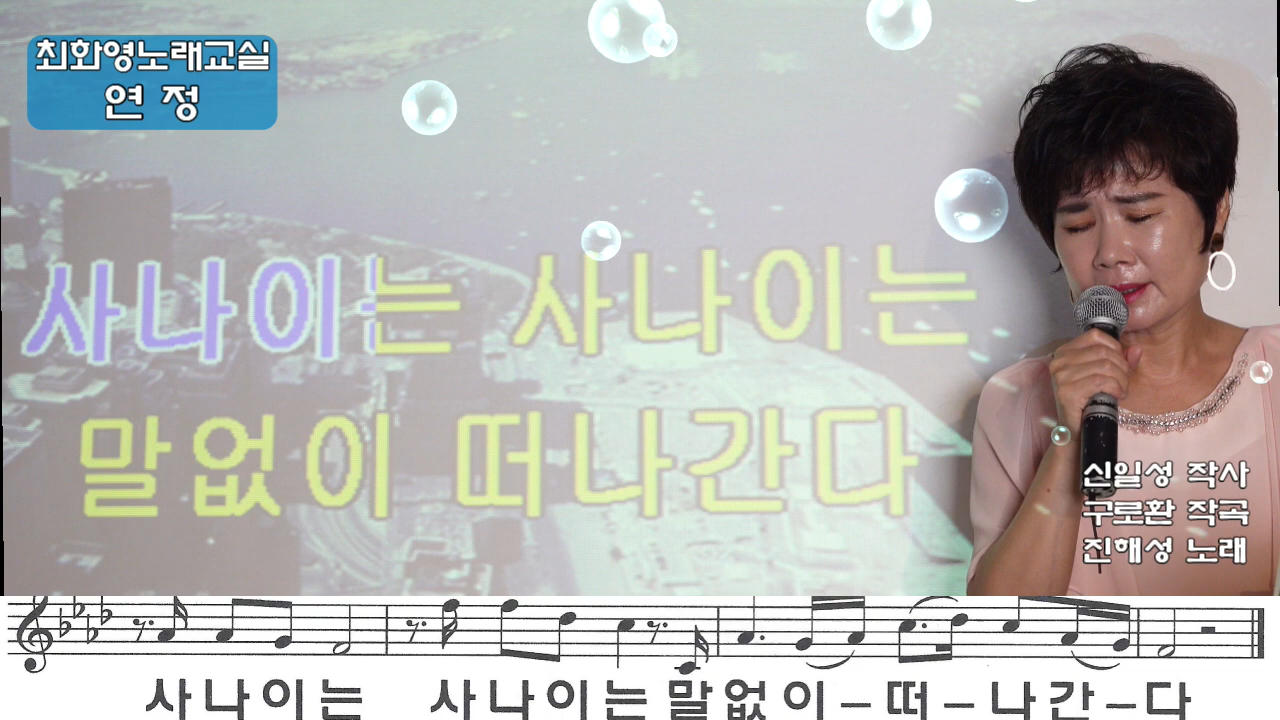 최화영노래교실
연 정
사나이는 사나이는
말없이 떠나간다
신일성 작사
구로환 작곡
진해성 노래
사나이는 사나이는 말없이-떠-나간-다